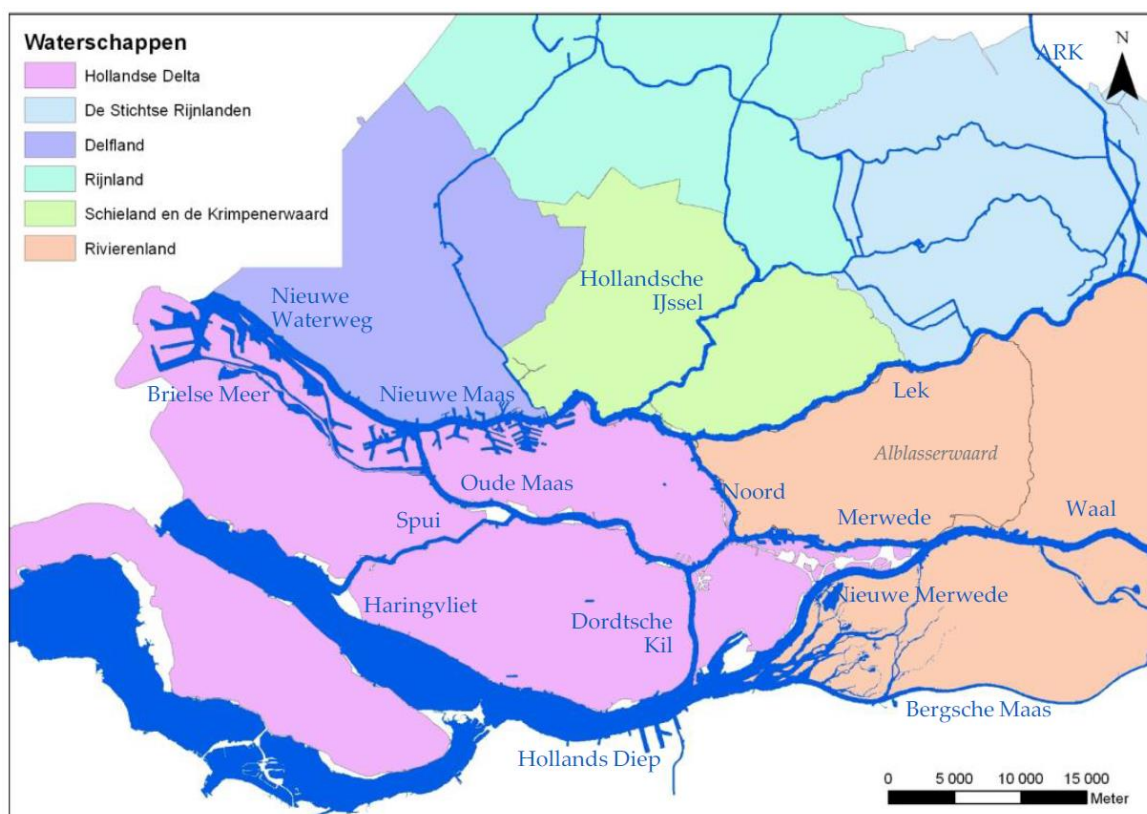 Waterschappen
Hollandse Delta
De Stichtse Rijnlanden
Delfland
Rijnland
Schieland en de Krimpenerwaard
Rivierenland
ARK
N
Hollandsche
IJssel
Nieuwe
Waterweg
Brielse Meer
Nieuwe Maas
Lek
Alblasserwaard
Oude Maas
Noord
Waal
Spui
Merwede
Haringvliet
Nieuwe Merwede
Dordtsche
Kil
Bergsche Maas
Hollands Diep
0 5 000 10 000 15 000
Meter